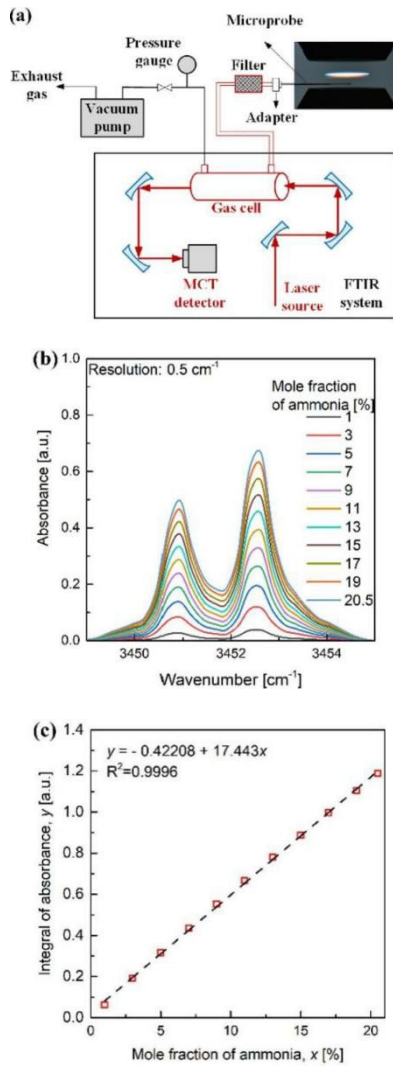 (a)
Microprobe
Pressure
gauge
Filter
Exhaust
gas
Vacuum
pump
Adapter
Gas cell
MCT
detector
Laser
source
FTIR
system
(b)
1.0
0.8
0.6
0.4
0.2
0.0
Absorbance [a.u.]
Resolution: 0.5 cm⁻¹
Mole fraction
of ammonia [%]
1
3
5
7
9
11
13
15
17
19
20.5
3450
3452
3454
Wavenumber [cm⁻¹]
(c)
1.4
1.2
1.0
0.8
0.6
0.4
0.2
0.0
Integral of absorbance, y [a.u.]
y = - 0.42208 + 17.443x
R²=0.9996
0
5
10
15
20
Mole fraction of ammonia, x [%]